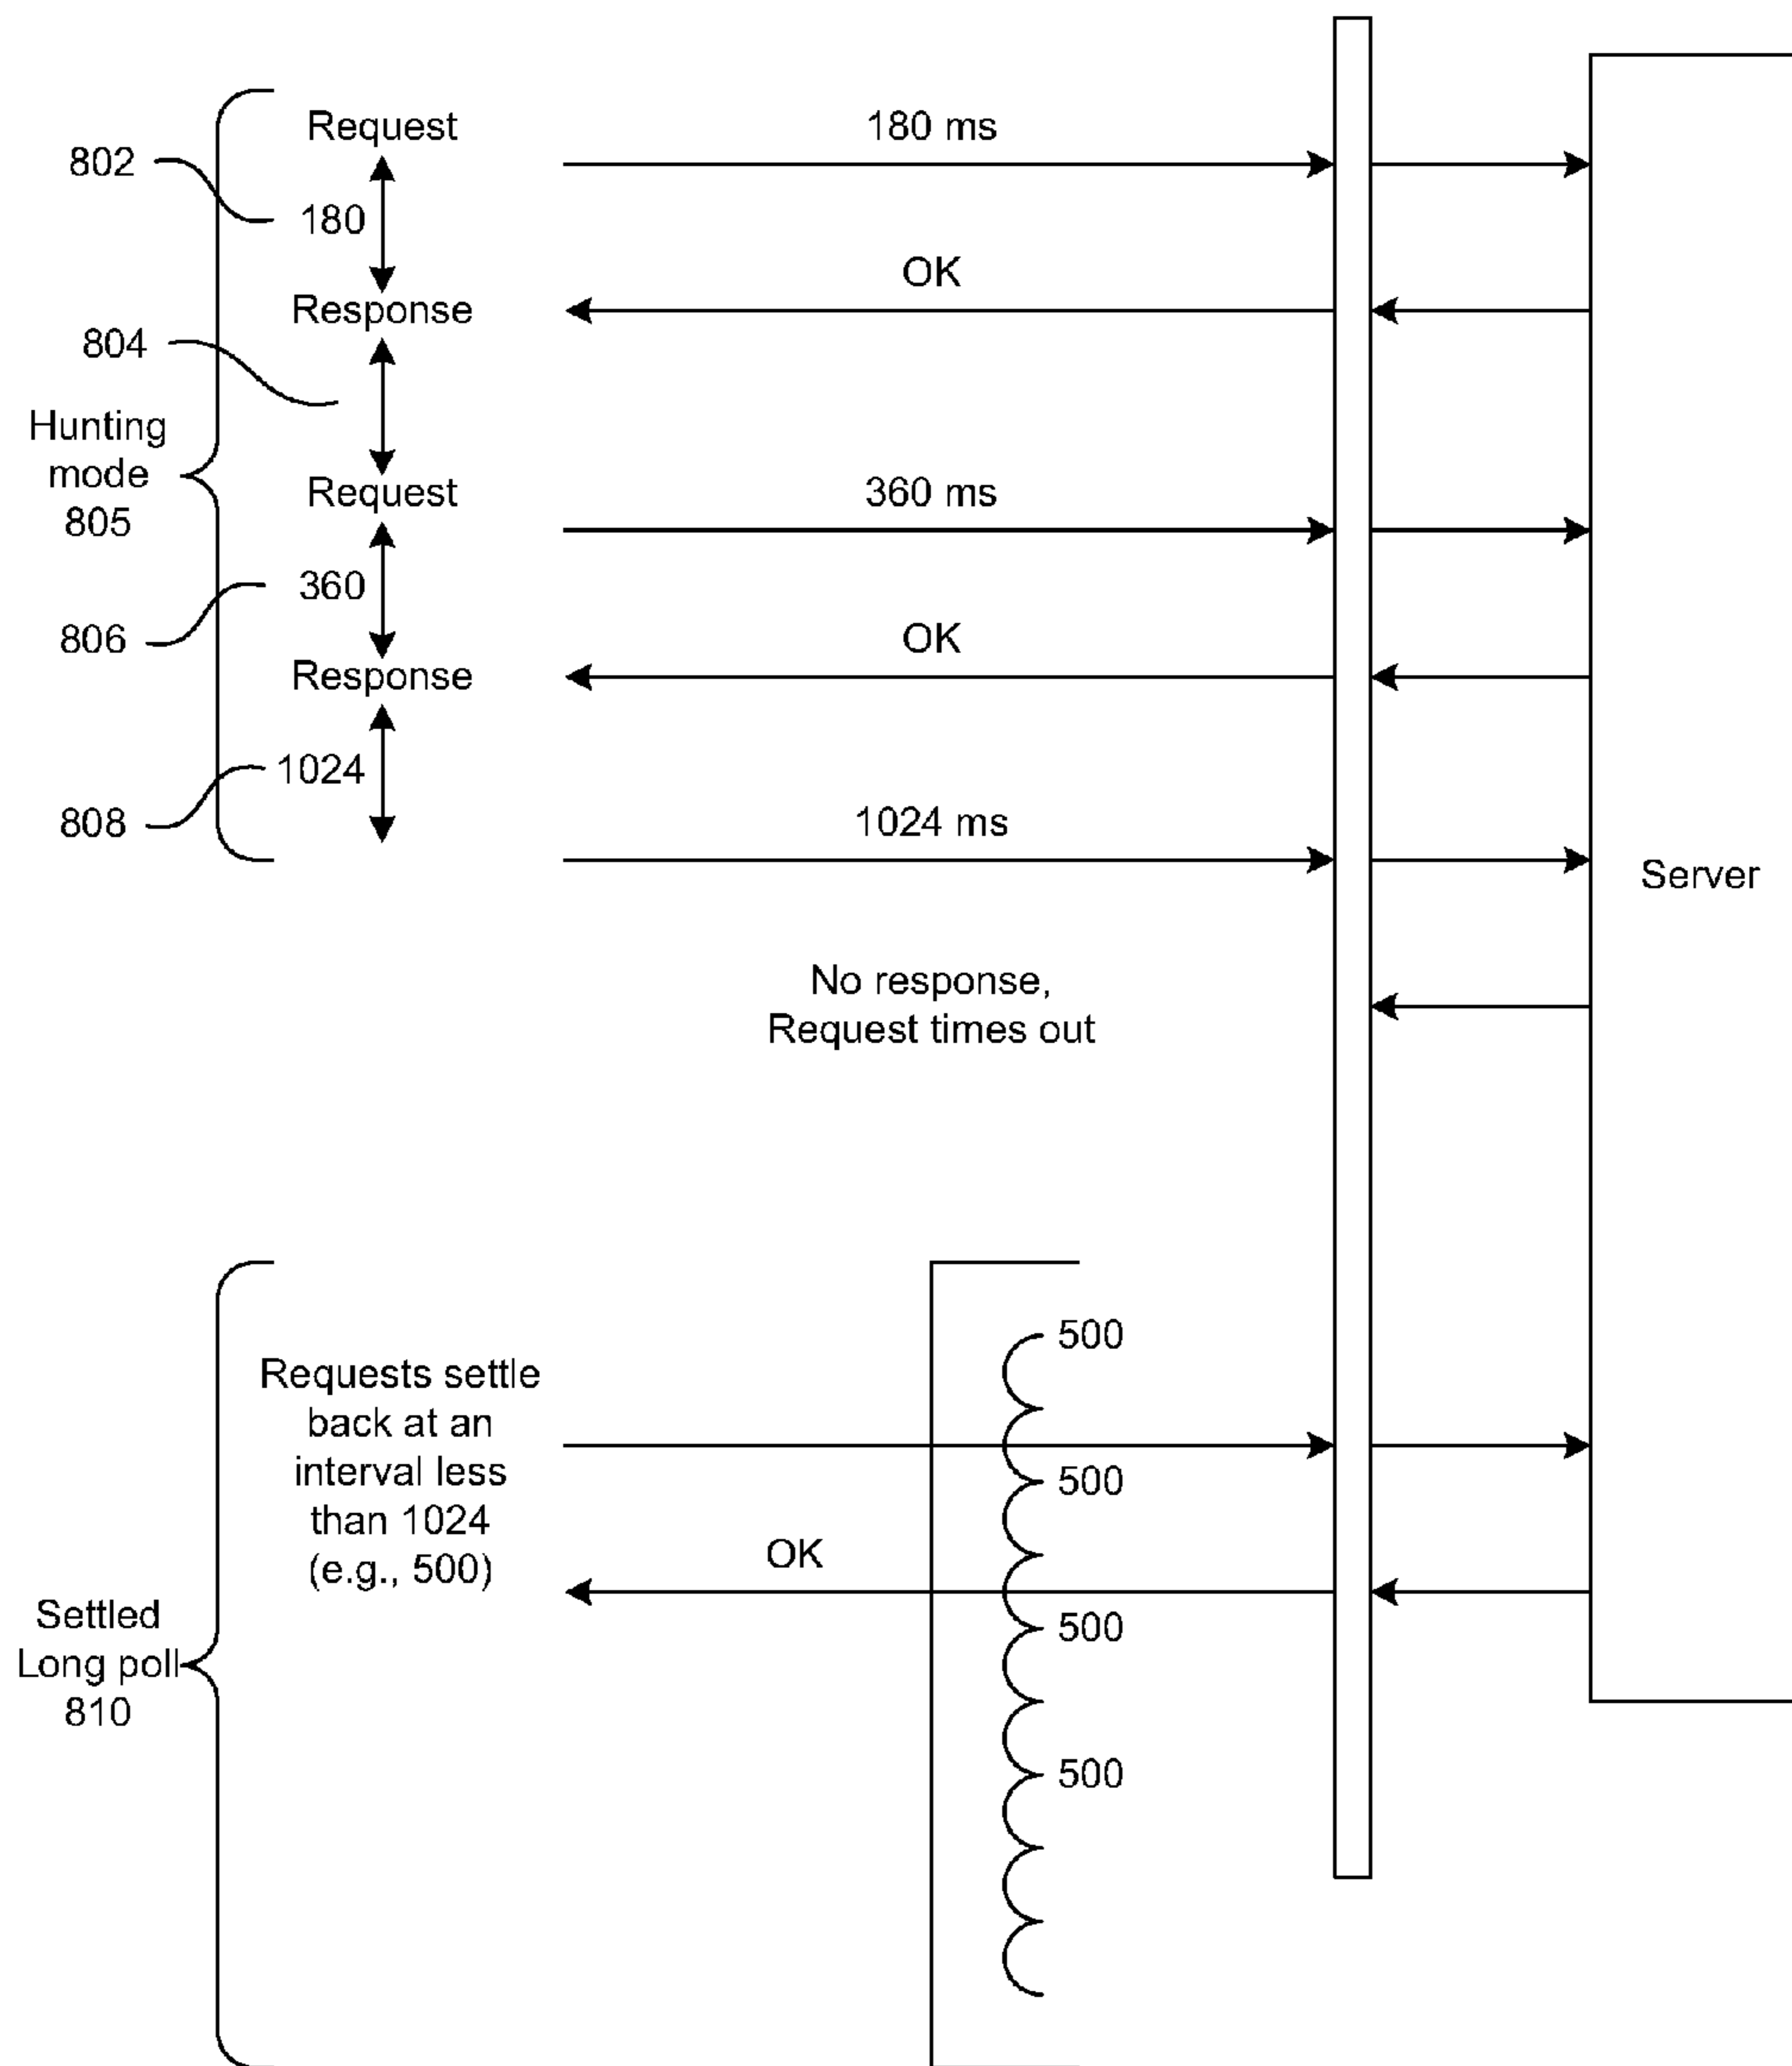 Request
180 ms
802
180
OK
Response
804
Hunting
mode
805
Request
360 ms
360
806
OK
Response
1024
808
1024 ms
Server
No response,
Request times out
500
Requests settle
back at an
interval less
than 1024
(e.g., 500)
500
OK
500
Settled
Long poll
810
500